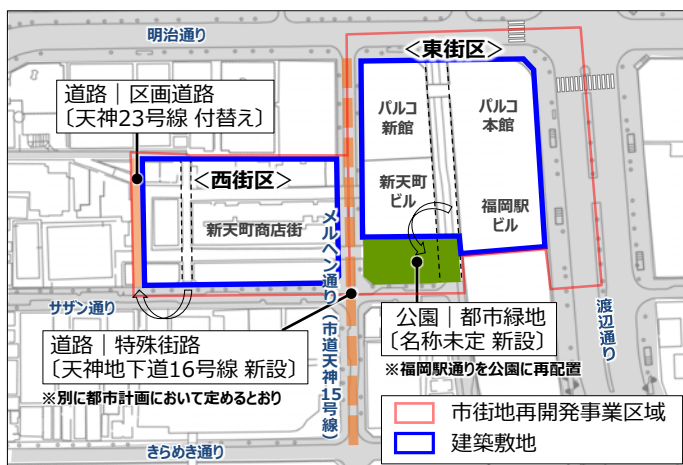 明治通り
<東街区>
道路｜区画道路
〔天神23号線 付替え〕
パルコ
新館
パルコ
本館
<西街区>
新天町
ビル
新天町商店街
福岡駅
ビル
メルヘン通り(市道天神15号線)
サザン通り
渡辺通り
道路｜特殊街路
〔天神地下道16号線 新設〕
※別に都市計画において定めるとおり
公園｜都市緑地
〔名称未定 新設〕
※福岡駅通りを公園に再配置
市街地再開発事業区域
建築敷地
きらめき通り